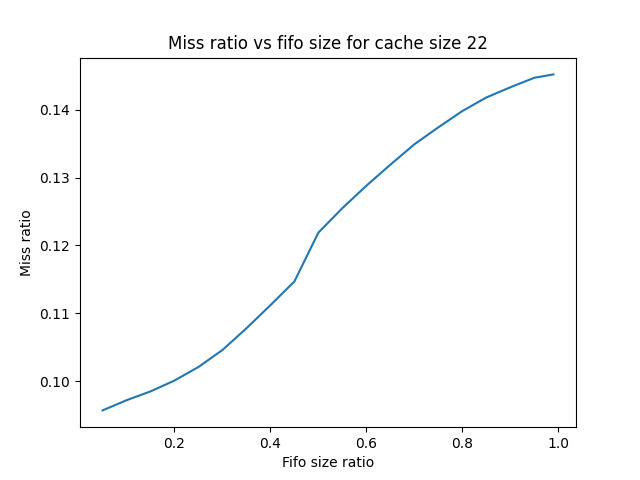 Miss ratio vs fifo size for cache size 22
Miss ratio
0.14
0.13
0.12
0.11
0.10
0.2 0.4 0.6 0.8 1.0
Fifo size ratio